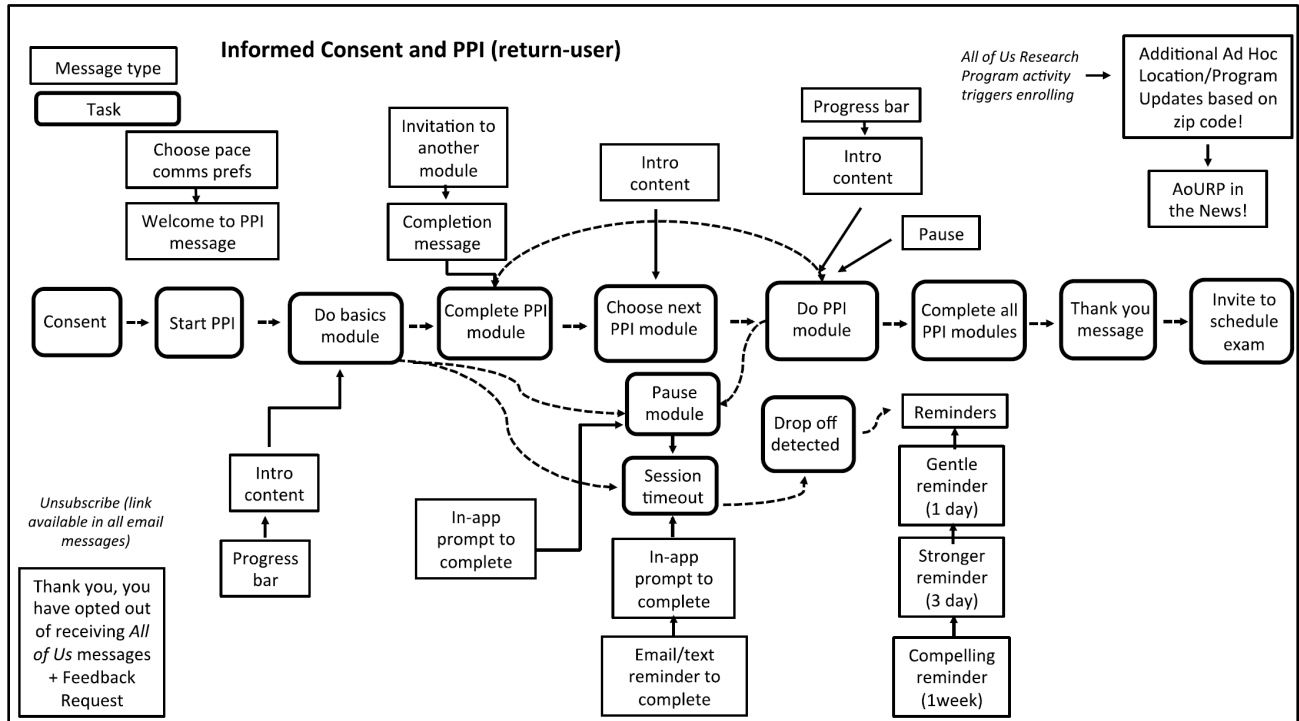 Informed Consent and PPI (return-user)
Message type
Task
Choose pace
comms prefs
Welcome to PPI
message
Invitation to
another
module
Completion
message
Intro
content
Progress bar
Intro
content
Pause
All of Us Research
Program activity
triggers enrolling
Additional Ad Hoc
Location/Program
Updates based on
zip code!
AoURP in
the News!
Consent
Start PPI
Do basics
module
Complete PPI
module
Choose next
PPI module
Do PPI
module
Complete all
PPI modules
Thank you
message
Invite to
schedule
exam
Pause
module
Session
timeout
Drop off
detected
Reminders
Gentle
reminder
(1 day)
Stronger
reminder
(3 day)
Compelling
reminder
(1week)
Intro
content
Progress
bar
In-app
prompt to
complete
In-app
prompt to
complete
Email/text
reminder to
complete
Unsubscribe (link
available in all email
messages)
Thank you, you
have opted out
of receiving All
of Us messages
+ Feedback
Request